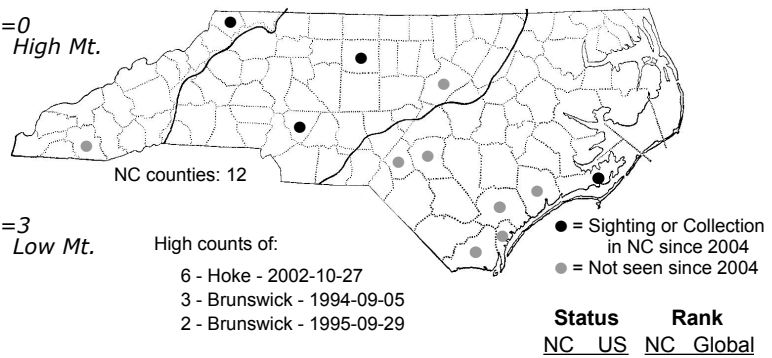 =0
High Mt.
NC counties: 12
=3
Low Mt.
High counts of:
6 - Hoke - 2002-10-27
3 - Brunswick - 1994-09-05
2 - Brunswick - 1995-09-29
● = Sighting or Collection
in NC since 2004
● = Not seen since 2004
Status Rank
NC US NC Global